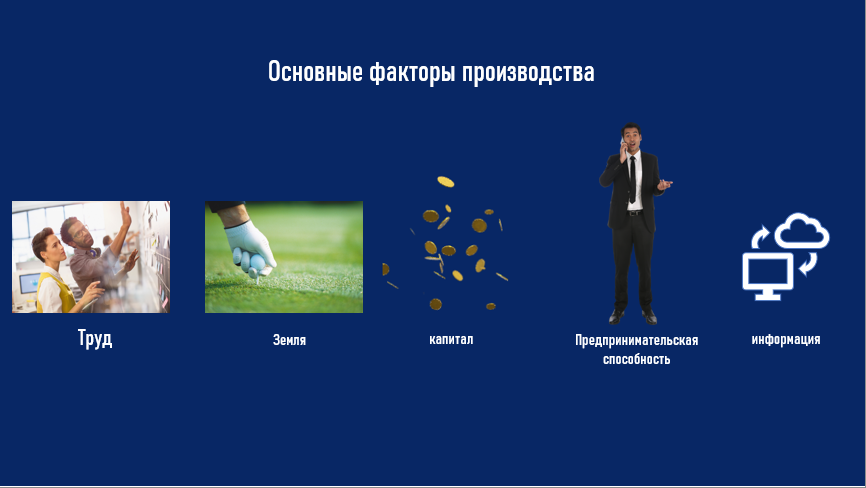 Основные факторы производства
Труд
Земля
капитал
Предпринимательская
способность
информация